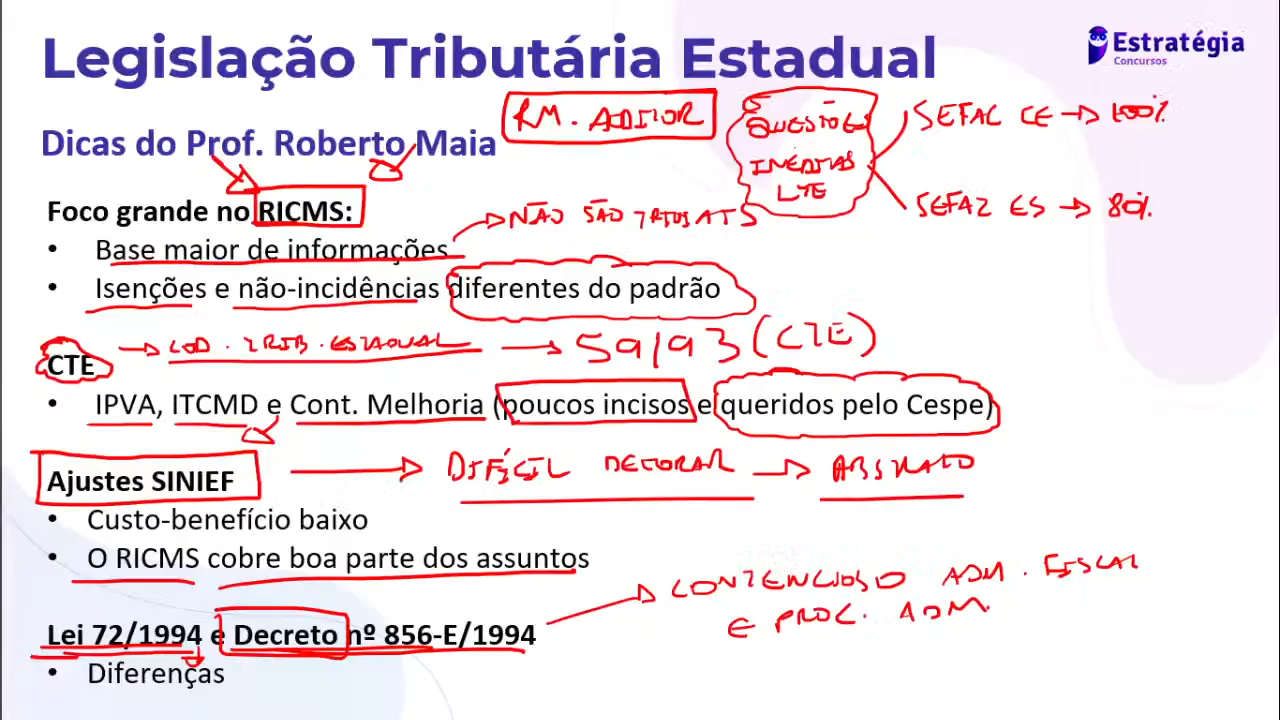 Legislação Tributária Estadual
Estratégia
Concursos
RM. AUDITOR
QUESTÕES
INÉDITAS
LTE
SEFAZ CE → 100%
SEFAZ ES → 80%
Dicas do Prof. Roberto Maia
Foco grande no RICMS:
NÃO SÃO
• Base maior de informações
• Isenções e não-incidências diferentes do padrão
CTE
→ COD. TRIB. ESTADUAL → 59/93 (CTE)
• IPVA, ITCMD e Cont. Melhoria (poucos incisos e queridos pelo Cespe)
Ajustes SINIEF
DIFÍCIL DECORAR → ABSTRATO
• Custo-benefício baixo
• O RICMS cobre boa parte dos assuntos
CONTENCIOSO ADM. FISCAL
E PROC. ADM.
Lei 72/1994 e Decreto nº 856-E/1994
• Diferenças